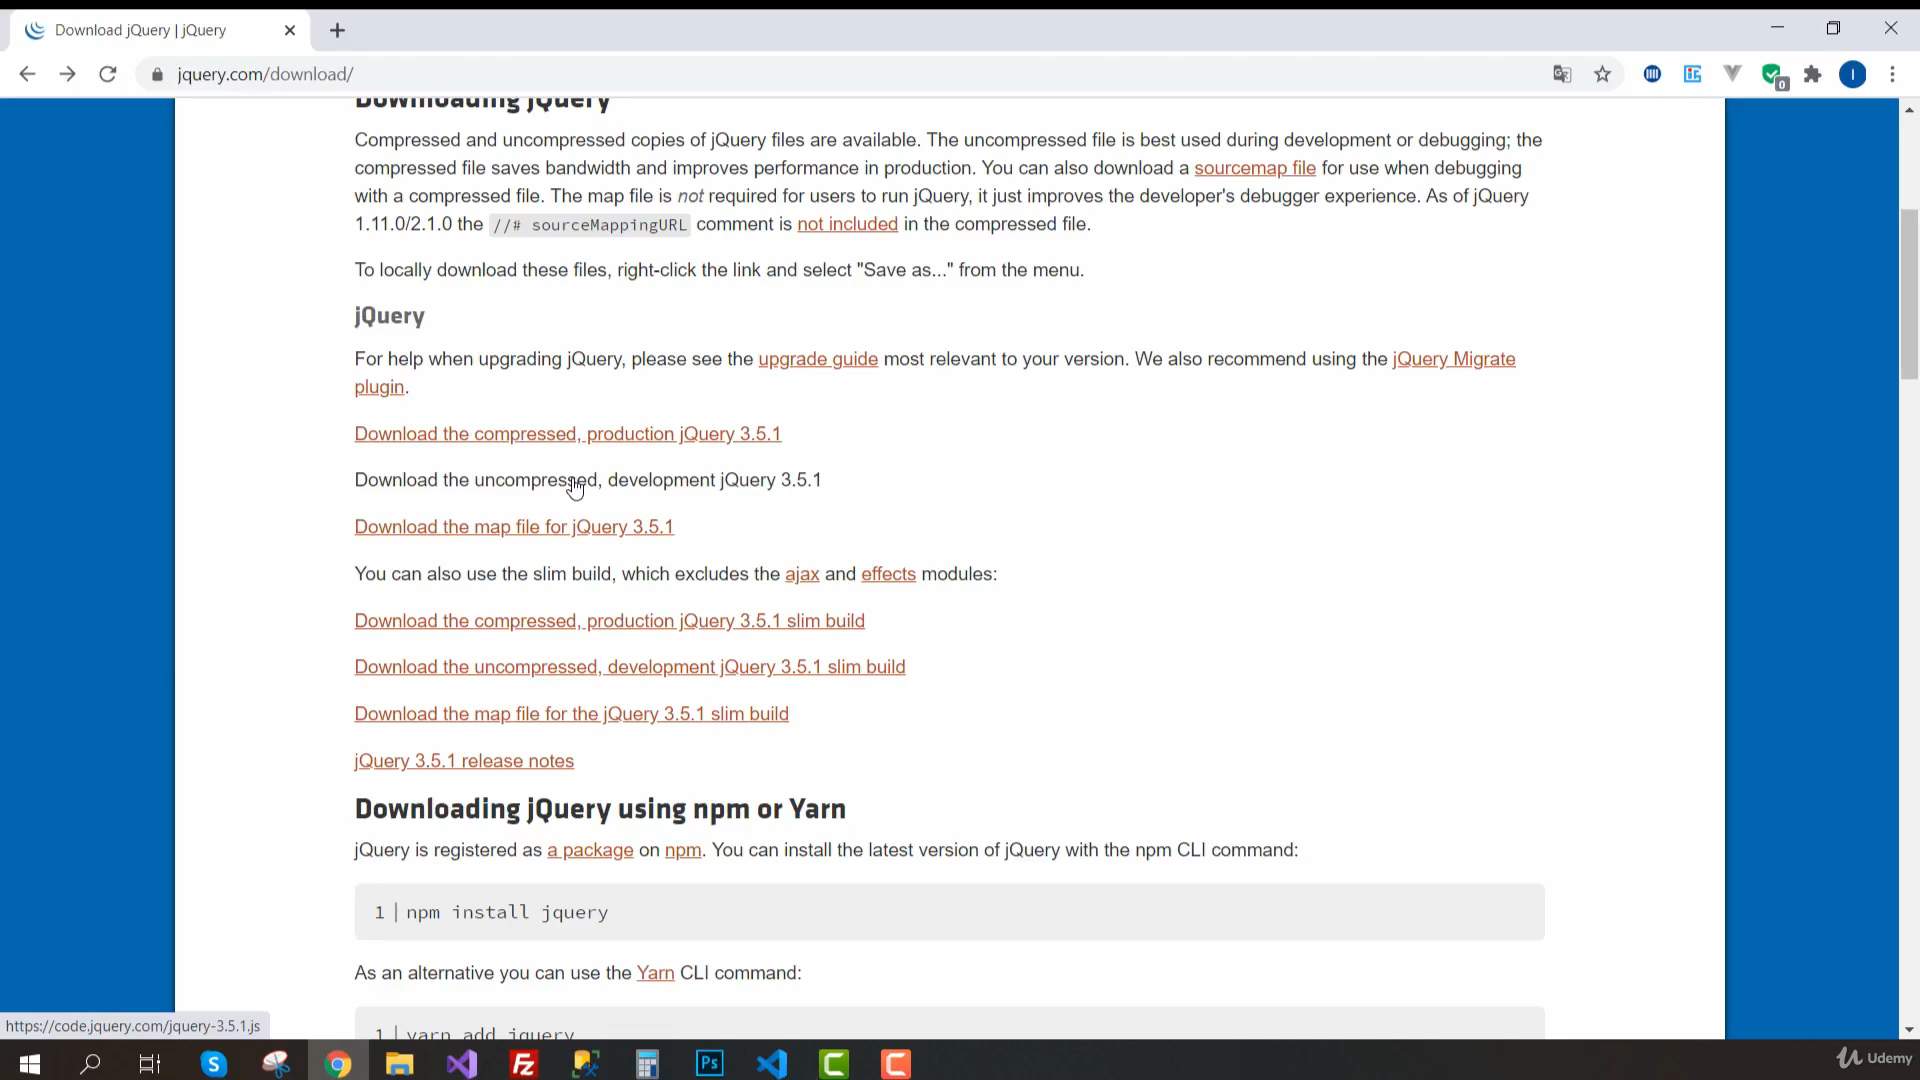 Download jQuery | jQuery
jquery.com/download/
0
I
Downloading jQuery
Compressed and uncompressed copies of jQuery files are available. The uncompressed file is best used during development or debugging; the
compressed file saves bandwidth and improves performance in production. You can also download a sourcemap file for use when debugging
with a compressed file. The map file is not required for users to run jQuery, it just improves the developer's debugger experience. As of jQuery
1.11.0/2.1.0 the //# sourceMappingURL comment is not included in the compressed file.
To locally download these files, right-click the link and select "Save as..." from the menu.
jQuery
For help when upgrading jQuery, please see the upgrade guide most relevant to your version. We also recommend using the jQuery Migrate
plugin.
Download the compressed, production jQuery 3.5.1
Download the uncompressed, development jQuery 3.5.1
Download the map file for jQuery 3.5.1
You can also use the slim build, which excludes the ajax and effects modules:
Download the compressed, production jQuery 3.5.1 slim build
Download the uncompressed, development jQuery 3.5.1 slim build
Download the map file for the jQuery 3.5.1 slim build
jQuery 3.5.1 release notes
Downloading jQuery using npm or Yarn
jQuery is registered as a package on npm. You can install the latest version of jQuery with the npm CLI command:
1 npm install jquery
As an alternative you can use the Yarn CLI command:
1 yarn add jquery
https://code.jquery.com/jquery-3.5.1.js
S
Fz
Ps
C
C
Udemy